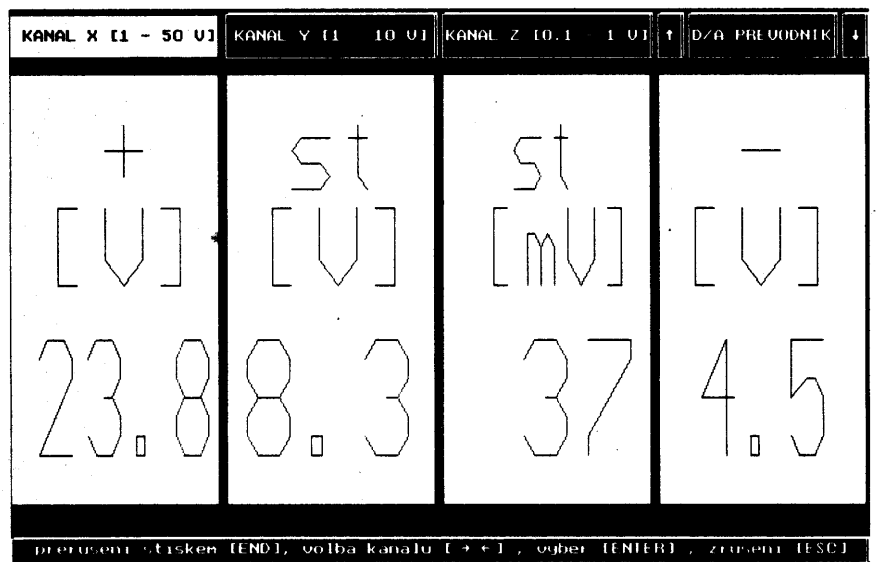 KANAL X [1 - 50 V] KANAL Y [1 - 10 V] KANAL Z [0.1 - 1 V] ↑ D/A PREVODNIK ↓
+ st st -
[V] [V] [mV] [V]
23.8 8.3 37 4.5
preruseni stiskem [END], volba kanalu [→ ←] , vyber [ENTER] , zruseni [ESC]